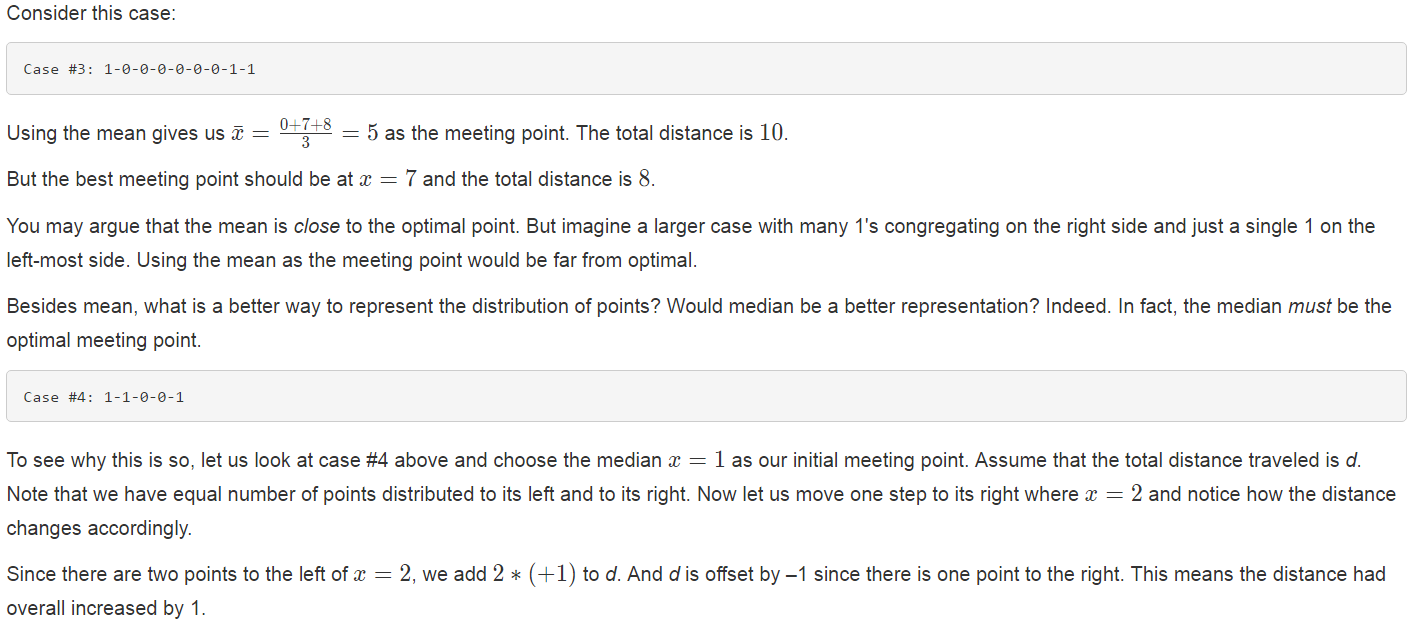 Consider this case:
Case #3: 1-0-0-0-0-0-0-1-1
Using the mean gives us x̄ = (0+7+8)/3 = 5 as the meeting point. The total distance is 10.
But the best meeting point should be at x = 7 and the total distance is 8.
You may argue that the mean is close to the optimal point. But imagine a larger case with many 1's congregating on the right side and just a single 1 on the
left-most side. Using the mean as the meeting point would be far from optimal.
Besides mean, what is a better way to represent the distribution of points? Would median be a better representation? Indeed. In fact, the median must be the
optimal meeting point.
Case #4: 1-1-0-0-1
To see why this is so, let us look at case #4 above and choose the median x = 1 as our initial meeting point. Assume that the total distance traveled is d.
Note that we have equal number of points distributed to its left and to its right. Now let us move one step to its right where x = 2 and notice how the distance
changes accordingly.
Since there are two points to the left of x = 2, we add 2 ∗ (+1) to d. And d is offset by –1 since there is one point to the right. This means the distance had
overall increased by 1.